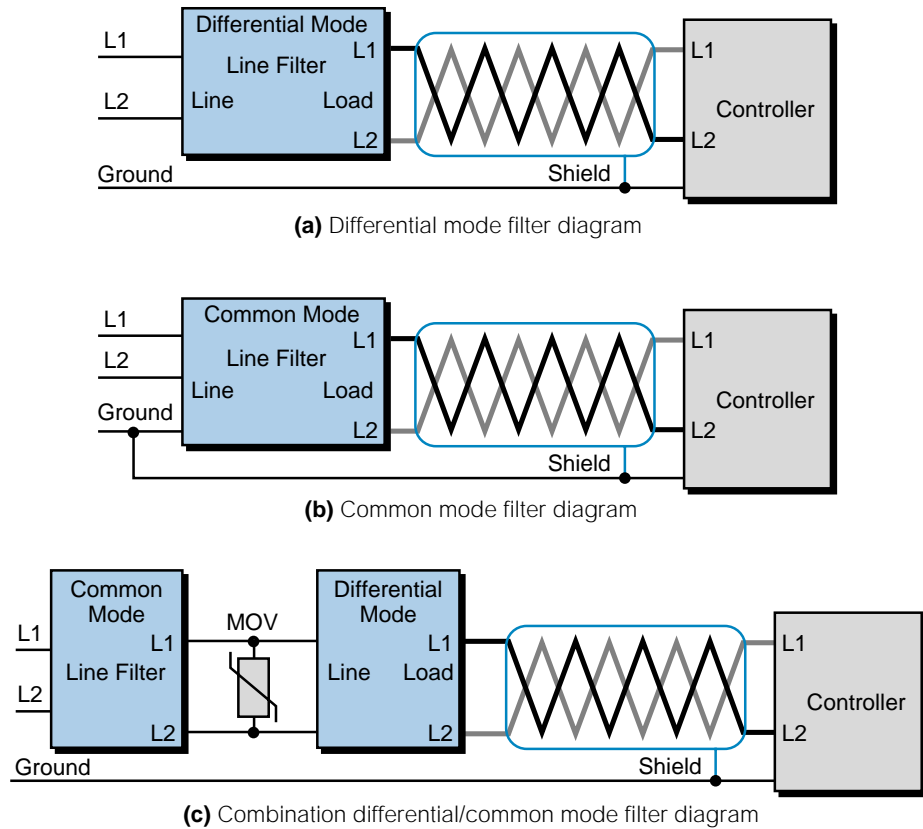 Differential Mode
L1
L1
L1
Line Filter
L2
Line
Load
Controller
L2
L2
Ground
Shield
(a) Differential mode filter diagram
L1
Common Mode
L1
L1
L2
Line Filter
Line
Load
Controller
Ground
L2
L2
Shield
(b) Common mode filter diagram
Common
Mode
Differential
Mode
MOV
L1
L1
L1
L1
Line Filter
Line
Load
L2
Controller
L2
L2
L2
Ground
Shield
(c) Combination differential/common mode filter diagram